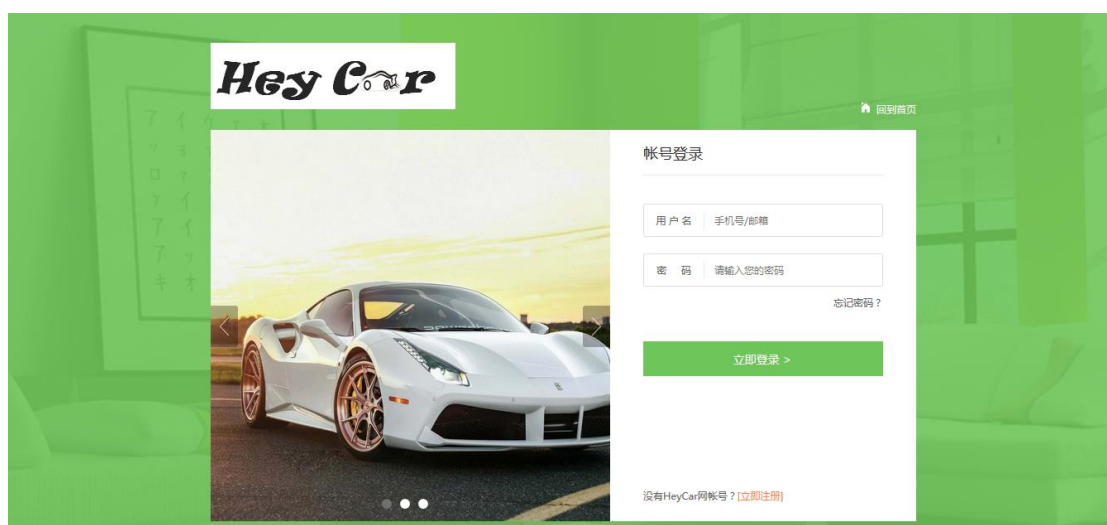 Hey Car
回到首页
帐号登录
用户名 手机号/邮箱
密 码 请输入您的密码
忘记密码？
立即登录 >
没有HeyCar网帐号？[立即注册]